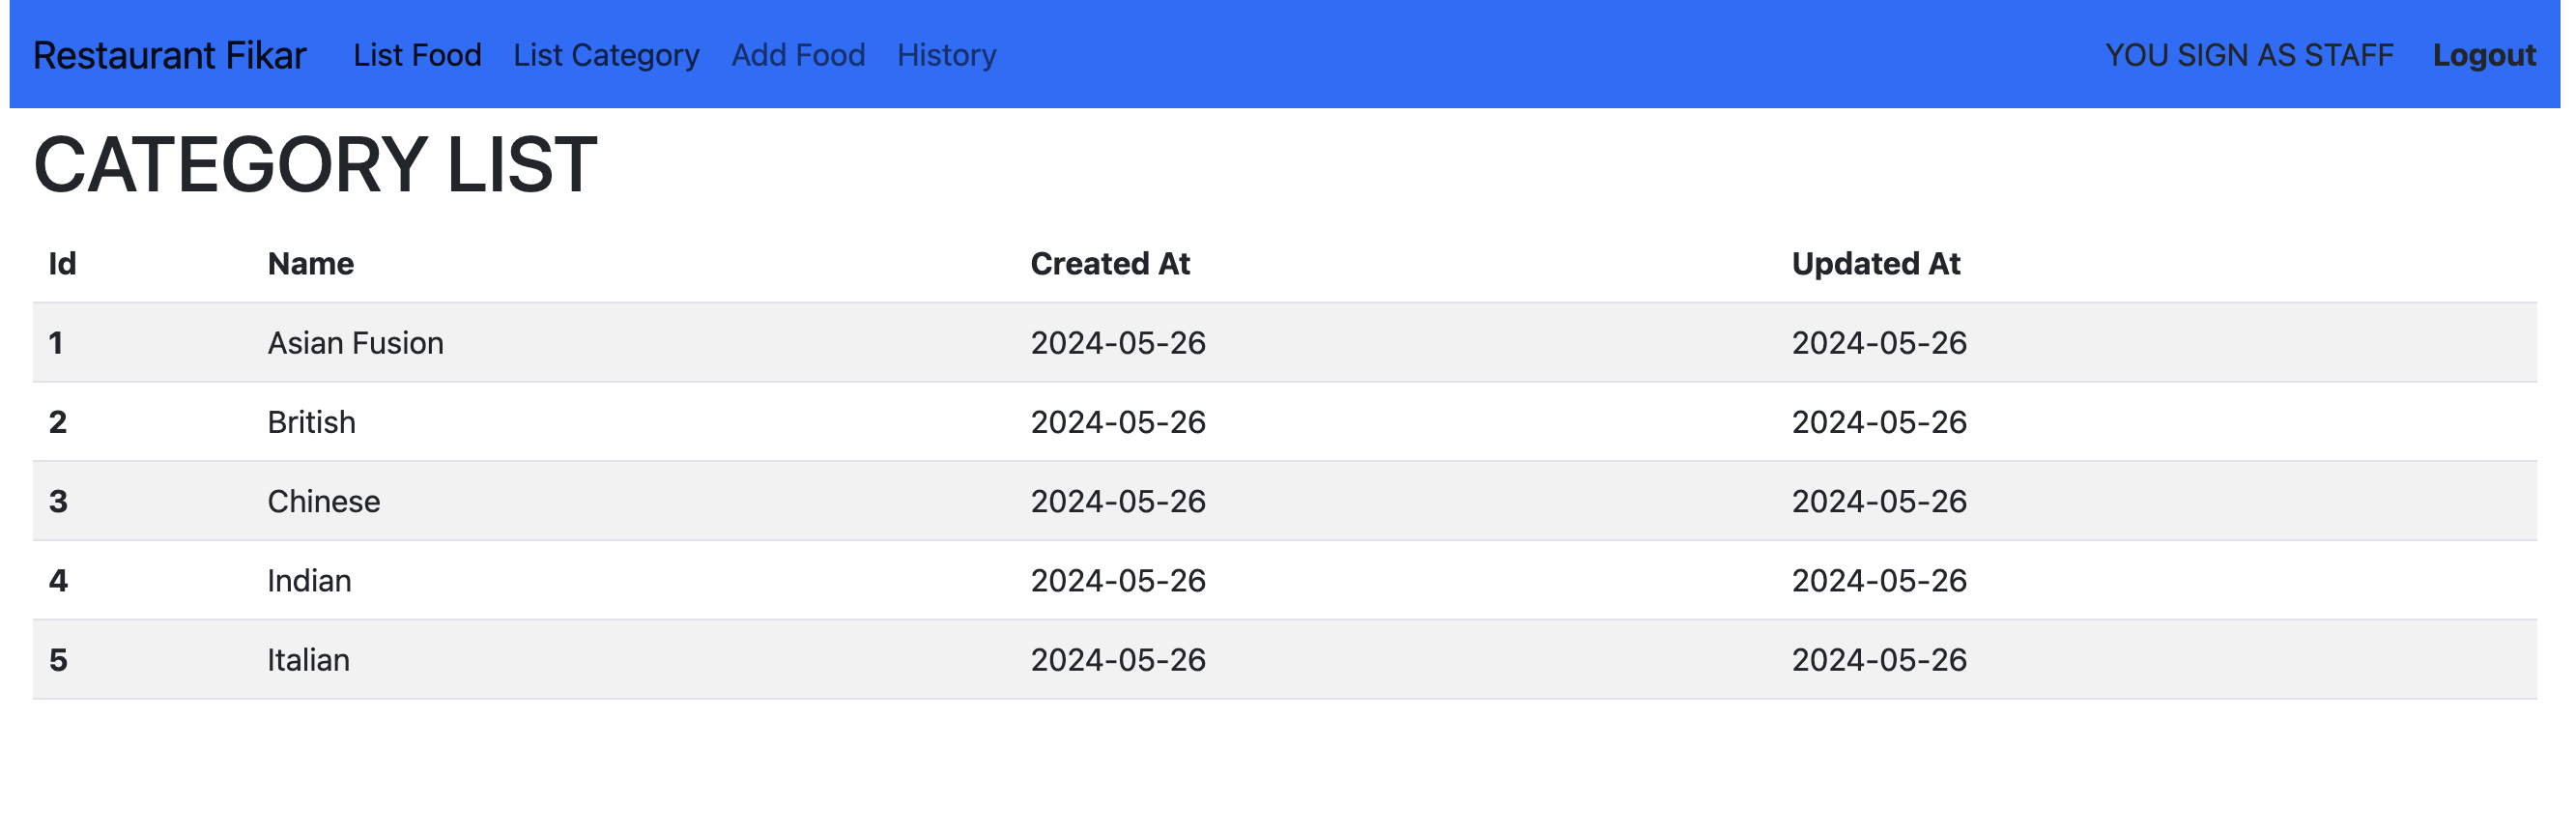 Restaurant Fikar List Food List Category Add Food History YOU SIGN AS STAFF Logout
CATEGORY LIST
Id Name Created At Updated At
1 Asian Fusion 2024-05-26 2024-05-26
2 British 2024-05-26 2024-05-26
3 Chinese 2024-05-26 2024-05-26
4 Indian 2024-05-26 2024-05-26
5 Italian 2024-05-26 2024-05-26